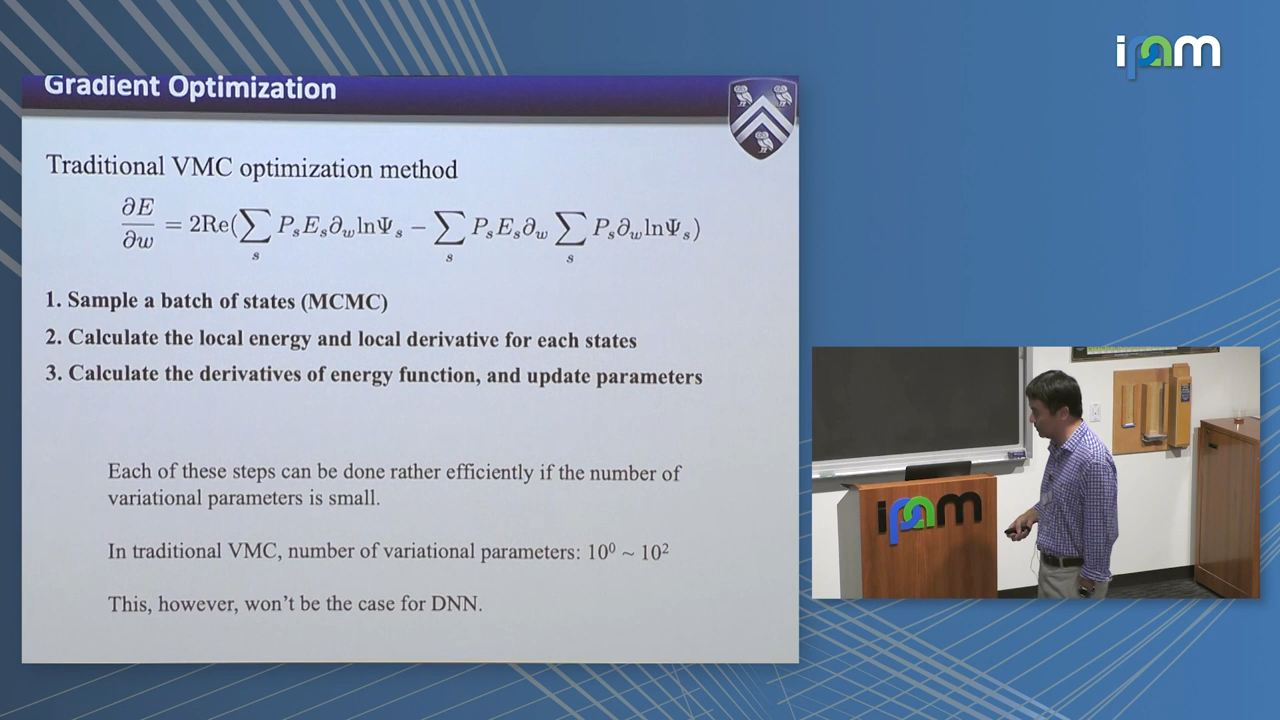 ipam
Gradient Optimization
Traditional VMC optimization method
∂E/∂w = 2Re(∑_s P_s E_s ∂_w lnΨ_s − ∑_s P_s E_s ∂_w ∑_s P_s ∂_w lnΨ_s)
1. Sample a batch of states (MCMC)
2. Calculate the local energy and local derivative for each states
3. Calculate the derivatives of energy function, and update parameters
Each of these steps can be done rather efficiently if the number of
variational parameters is small.
In traditional VMC, number of variational parameters: 10⁰ ~ 10²
This, however, won't be the case for DNN.
ipam